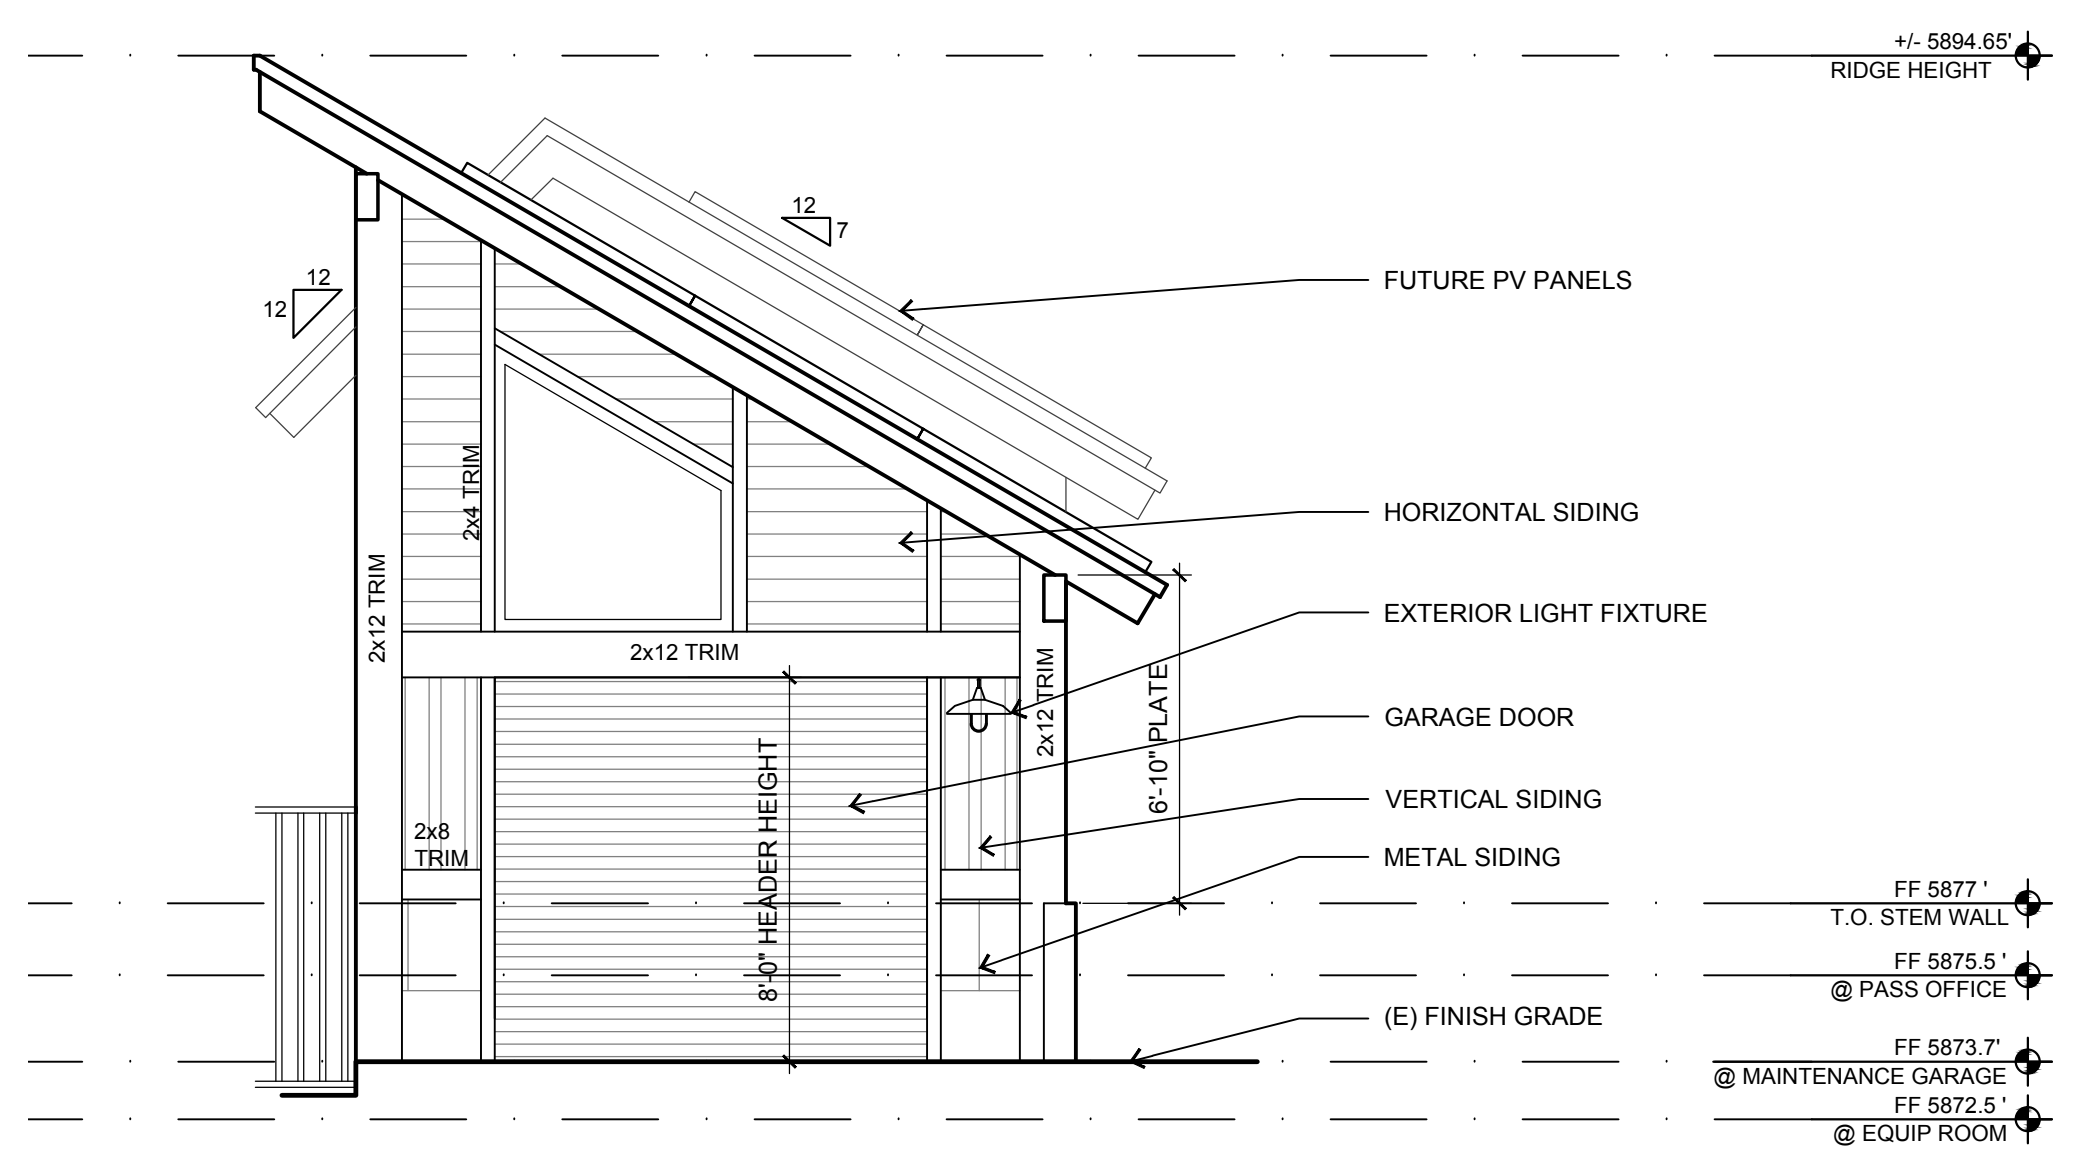 +/- 5894.65'
RIDGE HEIGHT
12
7
12
12
FUTURE PV PANELS
2x4 TRIM
HORIZONTAL SIDING
2x12 TRIM
EXTERIOR LIGHT FIXTURE
2x12 TRIM
2x12 TRIM
6'-10" PLATE
GARAGE DOOR
8'-0" HEADER HEIGHT
VERTICAL SIDING
2x8
TRIM
METAL SIDING
FF 5877 '
T.O. STEM WALL
FF 5875.5 '
@ PASS OFFICE
(E) FINISH GRADE
FF 5873.7'
@ MAINTENANCE GARAGE
FF 5872.5 '
@ EQUIP ROOM